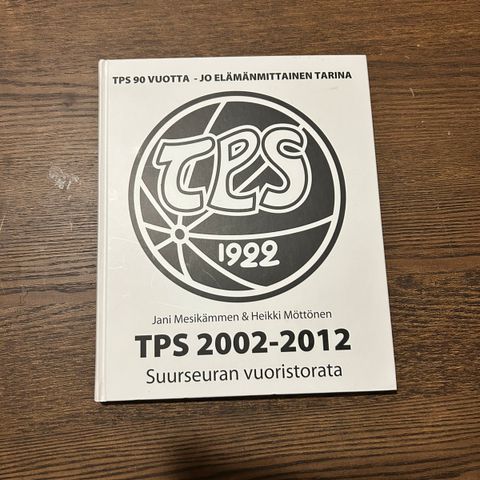 TPS 90 VUOTTA - JO ELÄMÄNMITTAINEN TARINA
TPS
1922
Jani Mesikämmen & Heikki Möttönen
TPS 2002-2012
Suurseuran vuoristorata